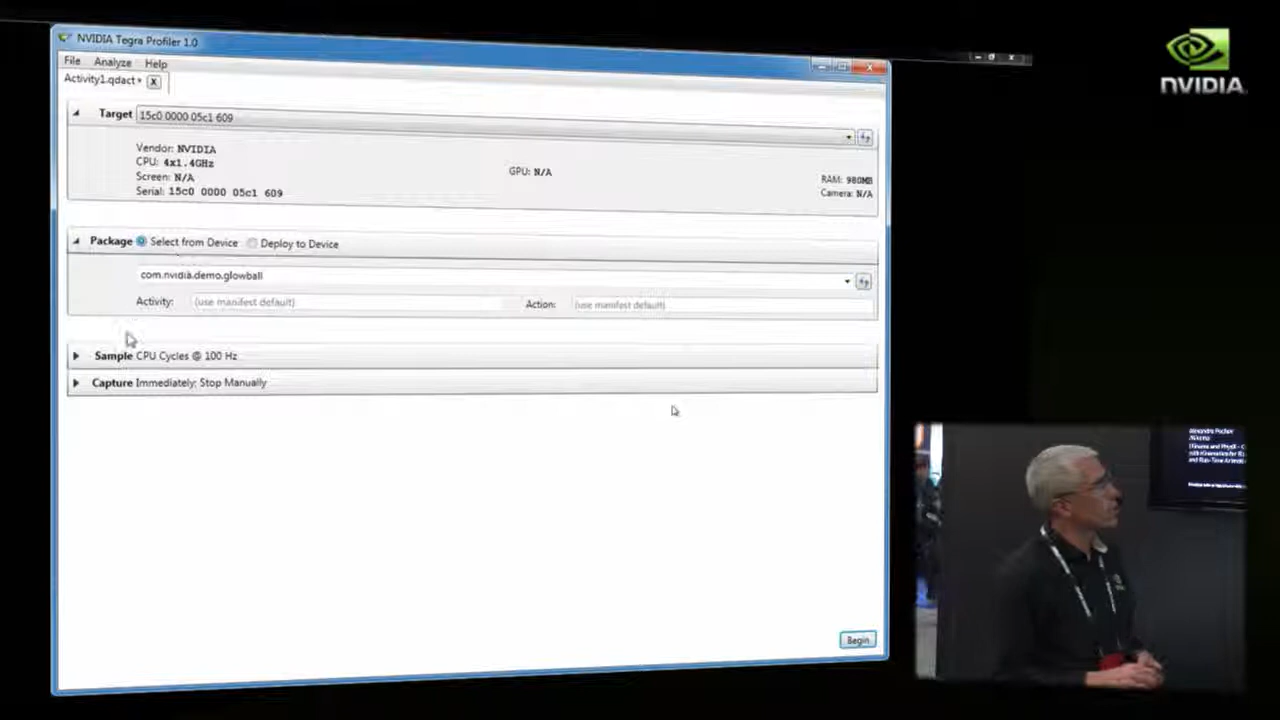 NVIDIA Tegra Profiler 1.0
File Analyze Help
Activity1.qdact * X
Target 15c0 0000 05c1 609
Vendor: NVIDIA
CPU: 4x1.4GHz
Screen: N/A
Serial: 15c0 0000 05c1 609
GPU: N/A
RAM: 980MB
Camera: N/A
Package Select from Device Deploy to Device
com.nvidia.demo.glowball
Activity: (use manifest default) Action: (use manifest default)
Sample CPU Cycles @ 100 Hz
Capture Immediately; Stop Manually
Begin
NVIDIA